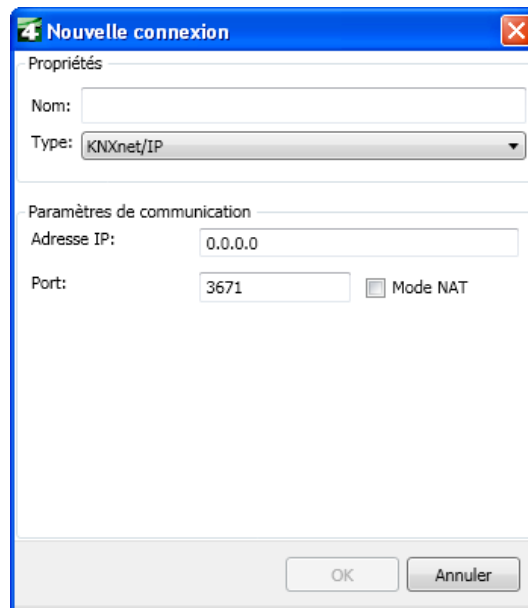 4 Nouvelle connexion
Propriétés
Nom:
Type: KNXnet/IP
Paramètres de communication
Adresse IP: 0.0.0.0
Port: 3671 Mode NAT
OK Annuler